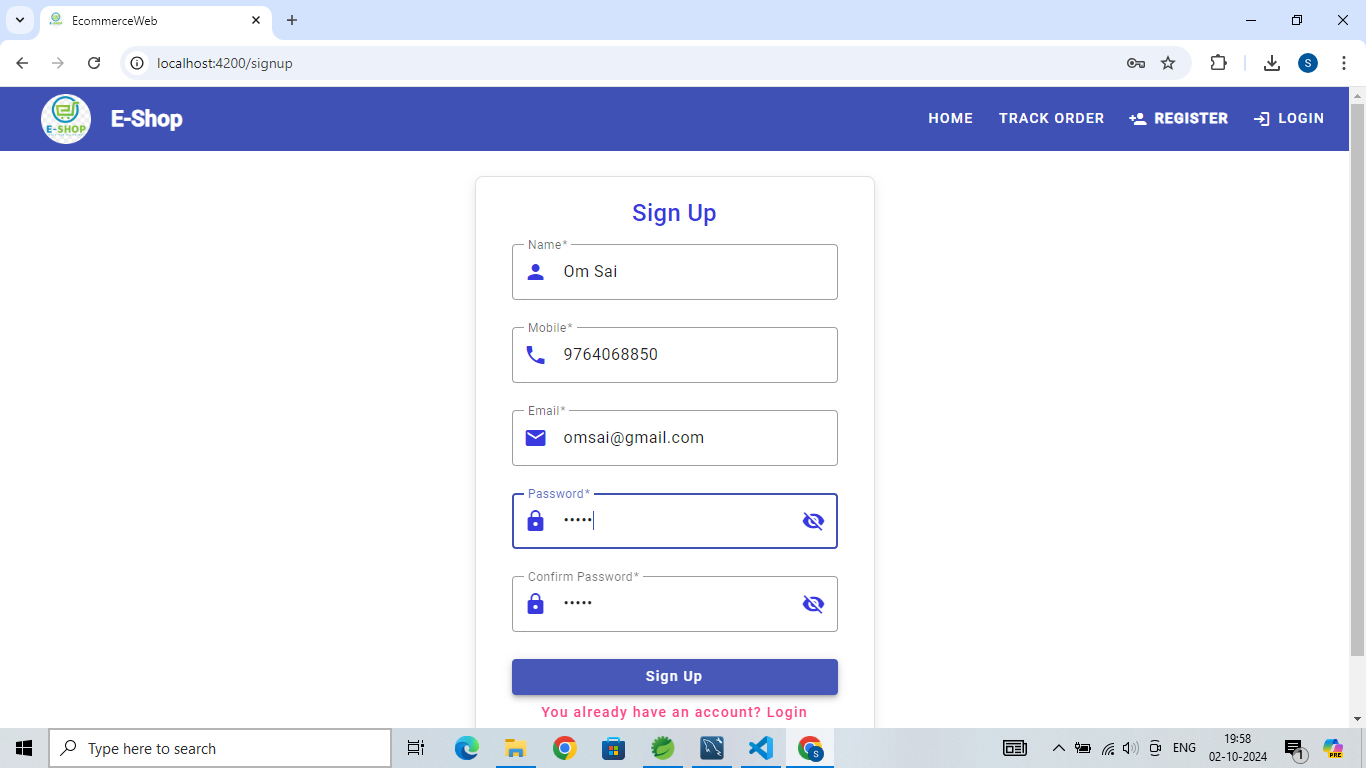 EcommerceWeb
localhost:4200/signup
S
E-SHOP
E-Shop
HOME
TRACK ORDER
REGISTER
LOGIN
Sign Up
Name*
Om Sai
Mobile*
9764068850
Email*
omsai@gmail.com
Password*
•••••
Confirm Password*
•••••
Sign Up
You already have an account? Login
Type here to search
S
ENG
19:58
02-10-2024
1
PRE